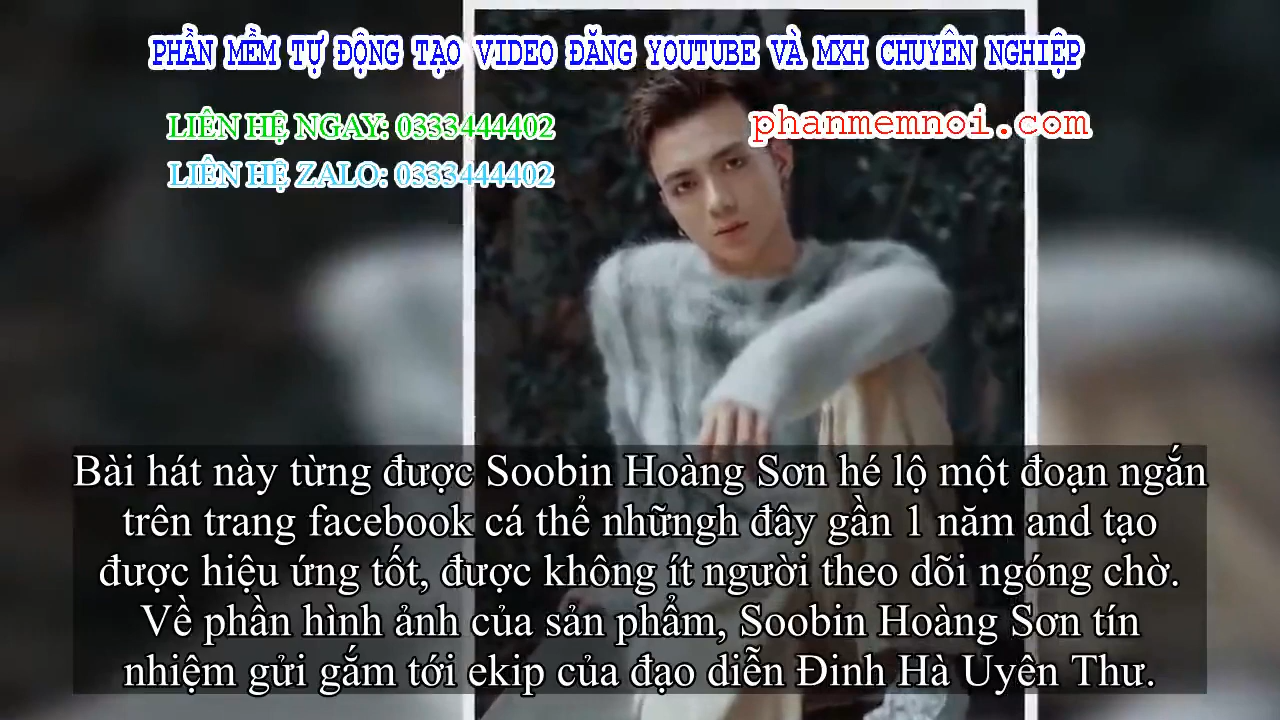 PHẦN MỀM TỰ ĐỘNG TẠO VIDEO ĐĂNG YOUTUBE VÀ MXH CHUYÊN NGHIỆP
LIÊN HỆ NGAY: 0333444402
phanmemnoi.com
LIÊN HỆ ZALO: 0333444402
Bài hát này từng được Soobin Hoàng Sơn hé lộ một đoạn ngắn
trên trang facebook cá thể nhữngh đây gần 1 năm and tạo
được hiệu ứng tốt, được không ít người theo dõi ngóng chờ.
Về phần hình ảnh của sản phẩm, Soobin Hoàng Sơn tín
nhiệm gửi gắm tới ekip của đạo diễn Đinh Hà Uyên Thư.